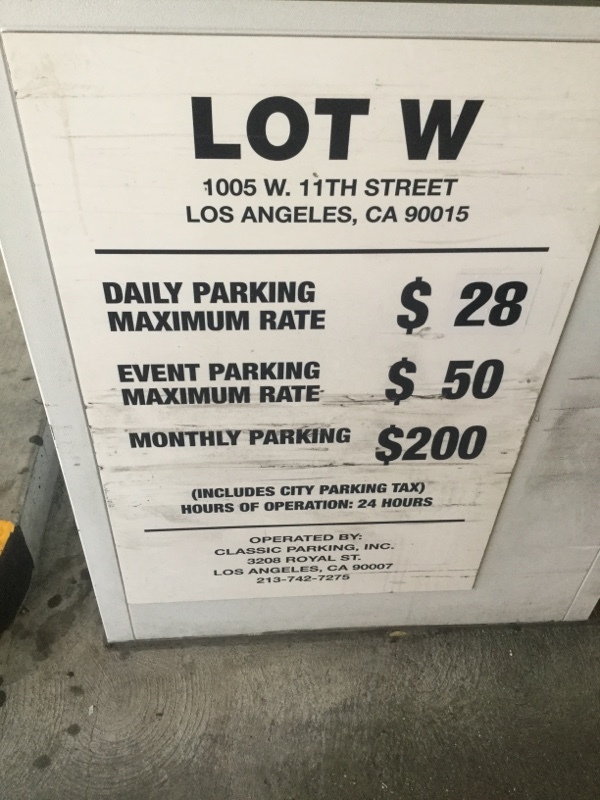 LOT W
1005 W. 11TH STREET
LOS ANGELES, CA 90015
DAILY PARKING
MAXIMUM RATE $ 28
EVENT PARKING
MAXIMUM RATE $ 50
MONTHLY PARKING $200
(INCLUDES CITY PARKING TAX)
HOURS OF OPERATION: 24 HOURS
OPERATED BY:
CLASSIC PARKING, INC.
3208 ROYAL ST.
LOS ANGELES, CA 90007
213-742-7275